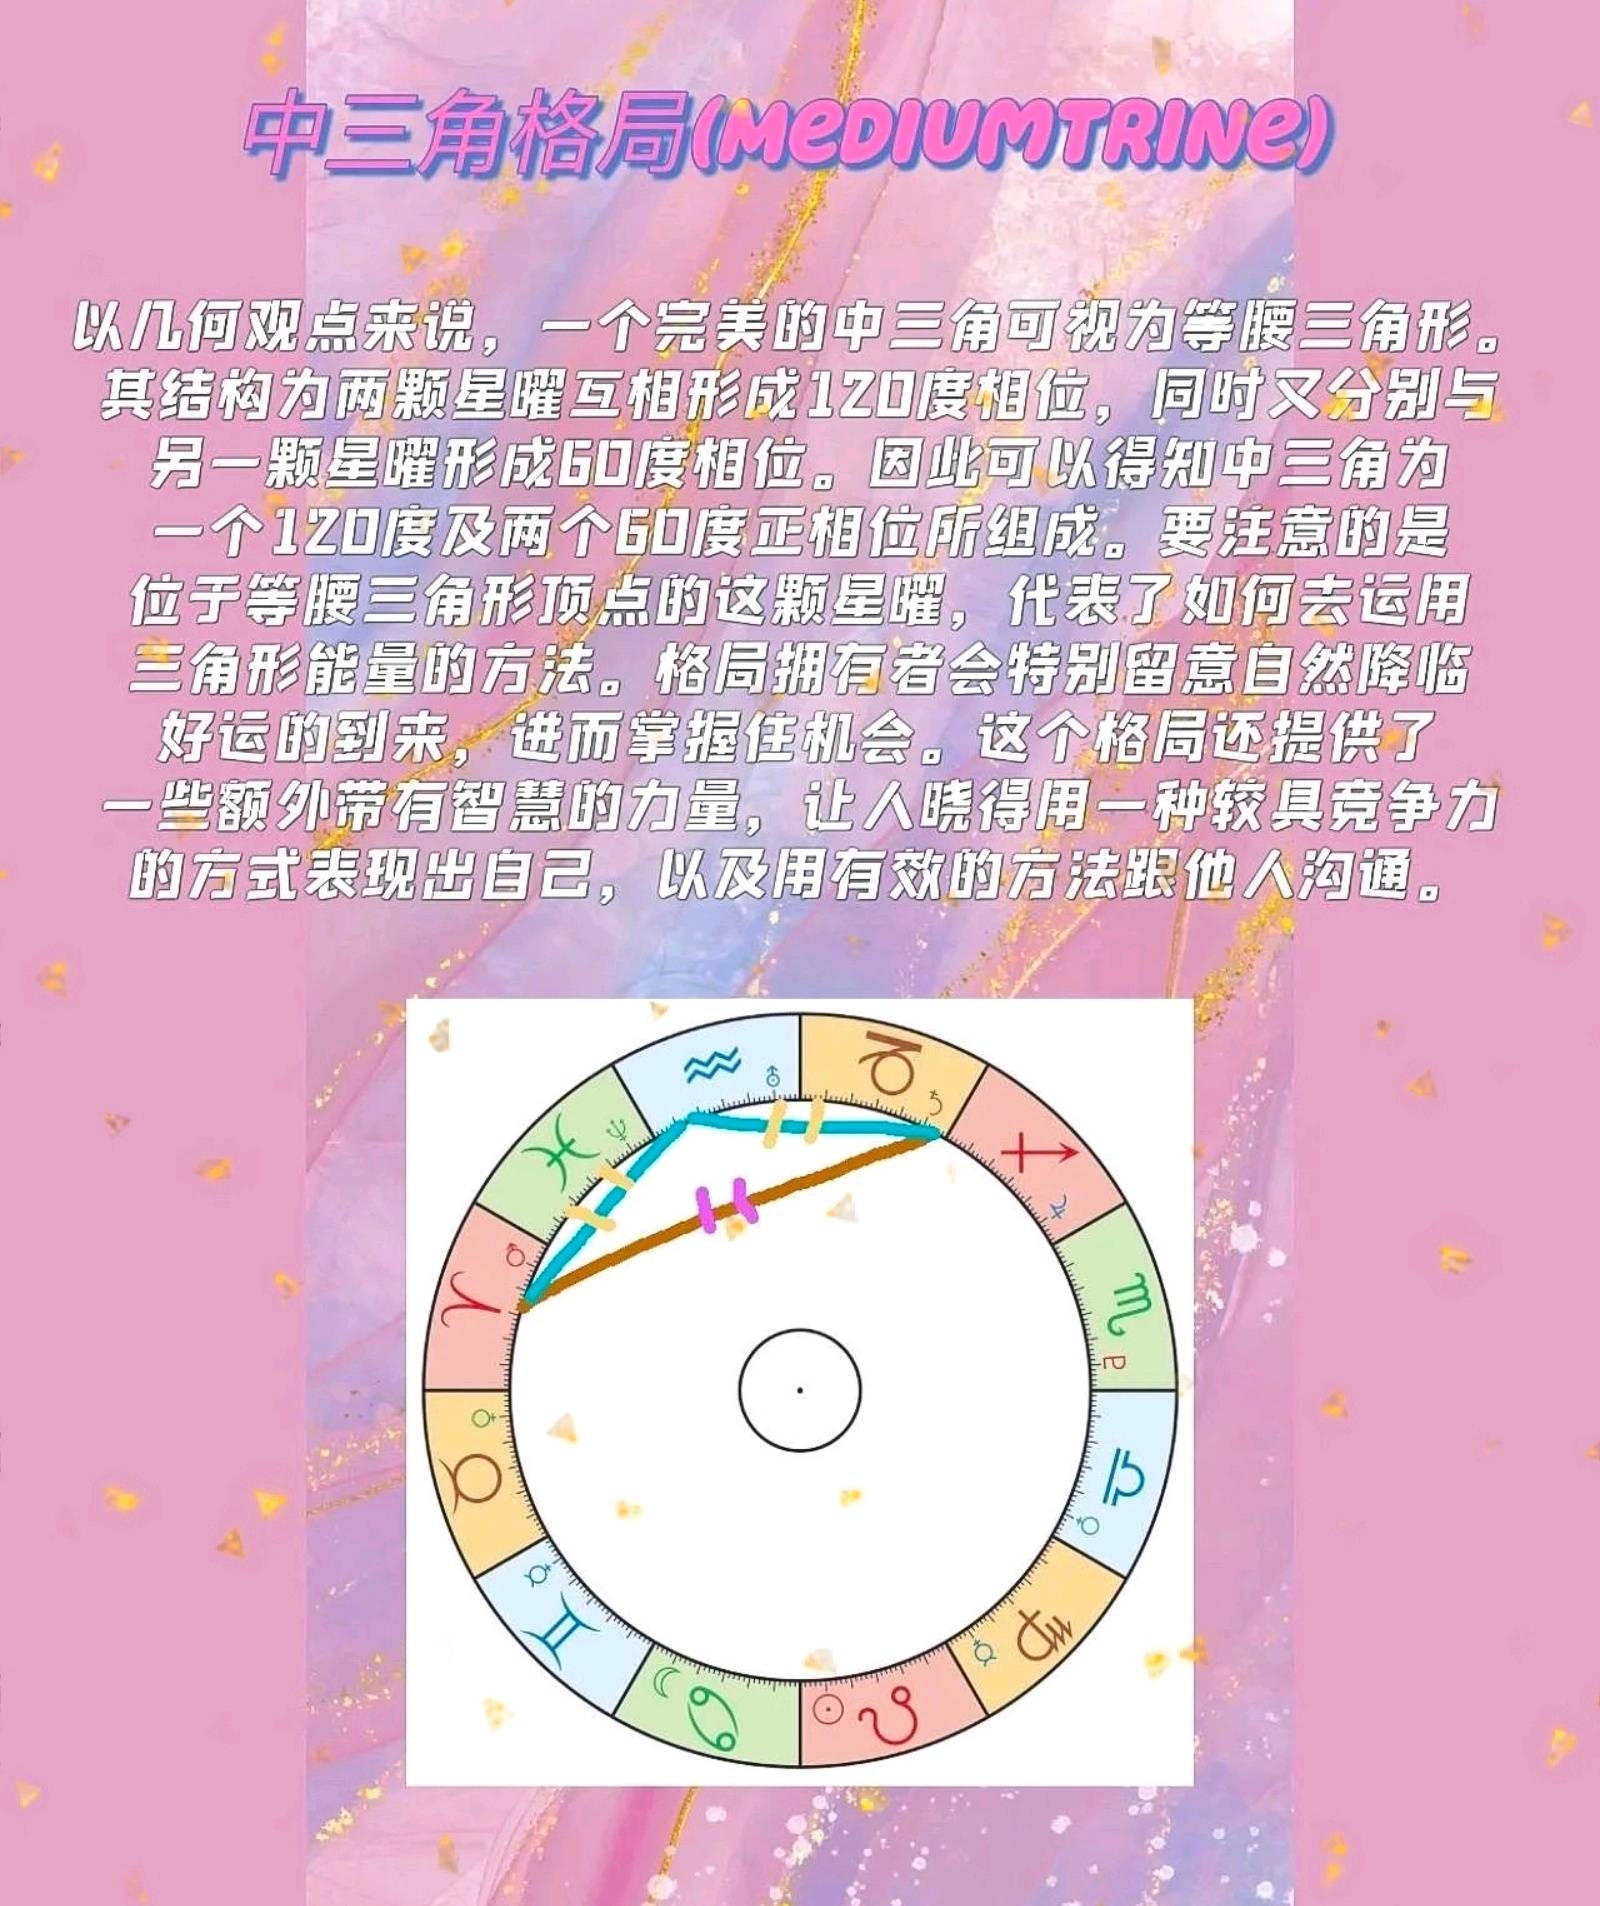 中三角格局(MEDIUMTRINE)
以几何观点来说，一个完美的中三角可视为等腰三角形。
其结构为两颗星曜互相形成120度相位，同时又分别与
另一颗星曜形成60度相位。因此可以得知中三角为
一个120度及两个60度正相位所组成。要注意的是
位于等腰三角形顶点的这颗星曜，代表了如何去运用
三角形能量的方法。格局拥有者会特别留意自然降临
好运的到来，进而掌握住机会。这个格局还提供了
一些额外带有智慧的力量，让人晓得用一种较具竞争力
的方式表现出自己，以及用有效的方法跟他人沟通。